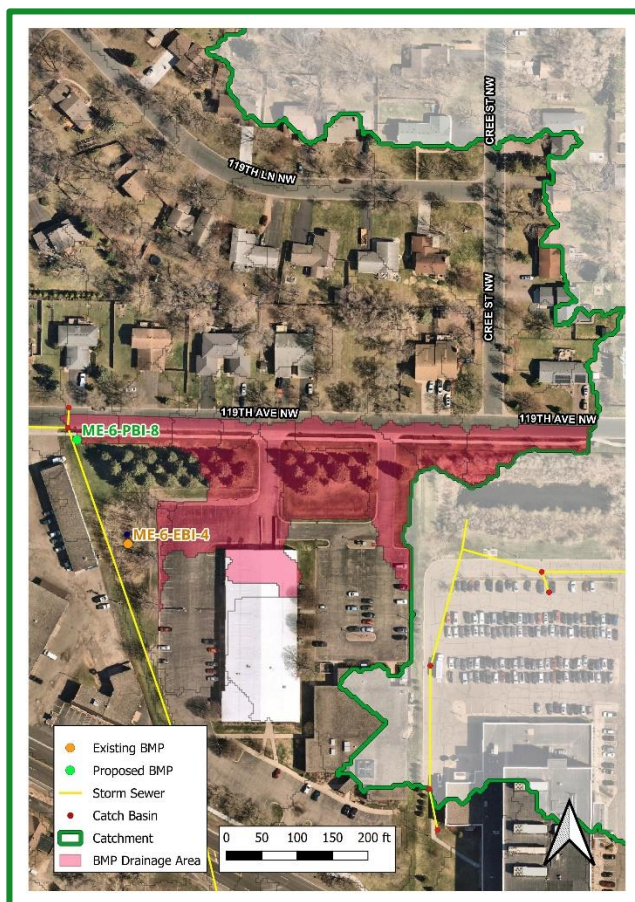 CREE ST NW
119TH LN NW
CREE ST NW
119TH AVE NW
119TH AVE NW
ME-6-PBI-8
ME-6-EBI-4
Existing BMP
Proposed BMP
Storm Sewer
Catch Basin
Catchment
BMP Drainage Area
0 50 100 150 200 ft